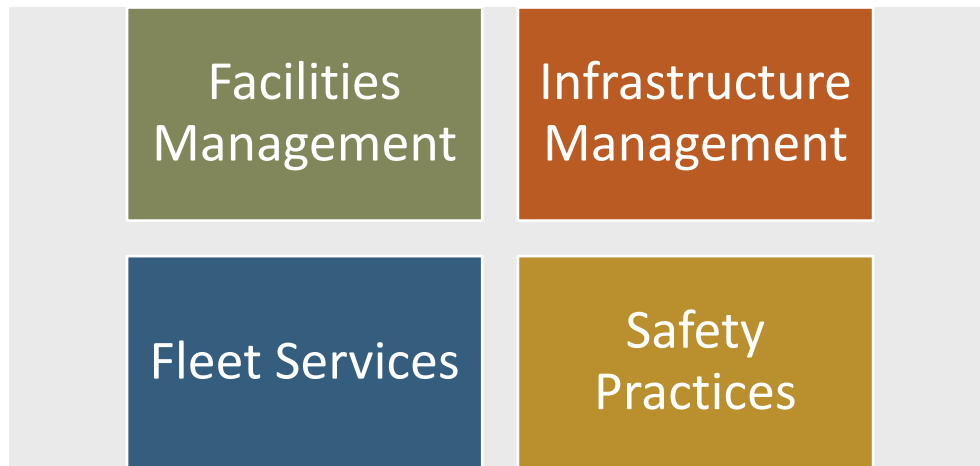 Facilities
Management
Infrastructure
Management
Fleet Services
Safety
Practices